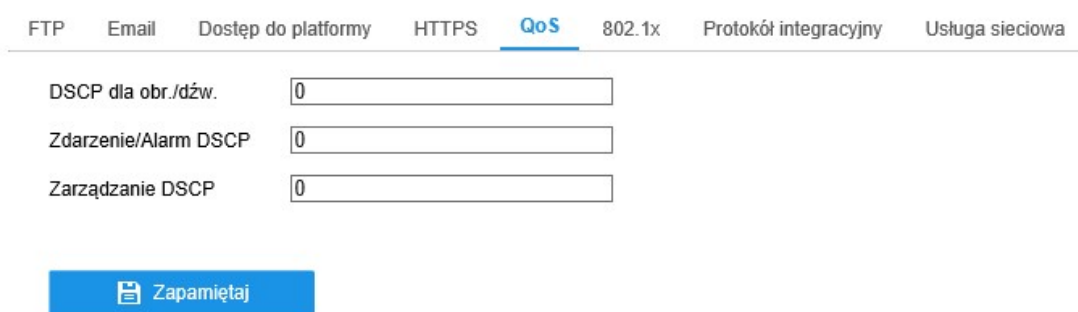 FTP Email Dostęp do platformy HTTPS QoS 802.1x Protokół integracyjny Usługa sieciowa
DSCP dla obr./dźw. 0
Zdarzenie/Alarm DSCP 0
Zarządzanie DSCP 0
Zapamiętaj